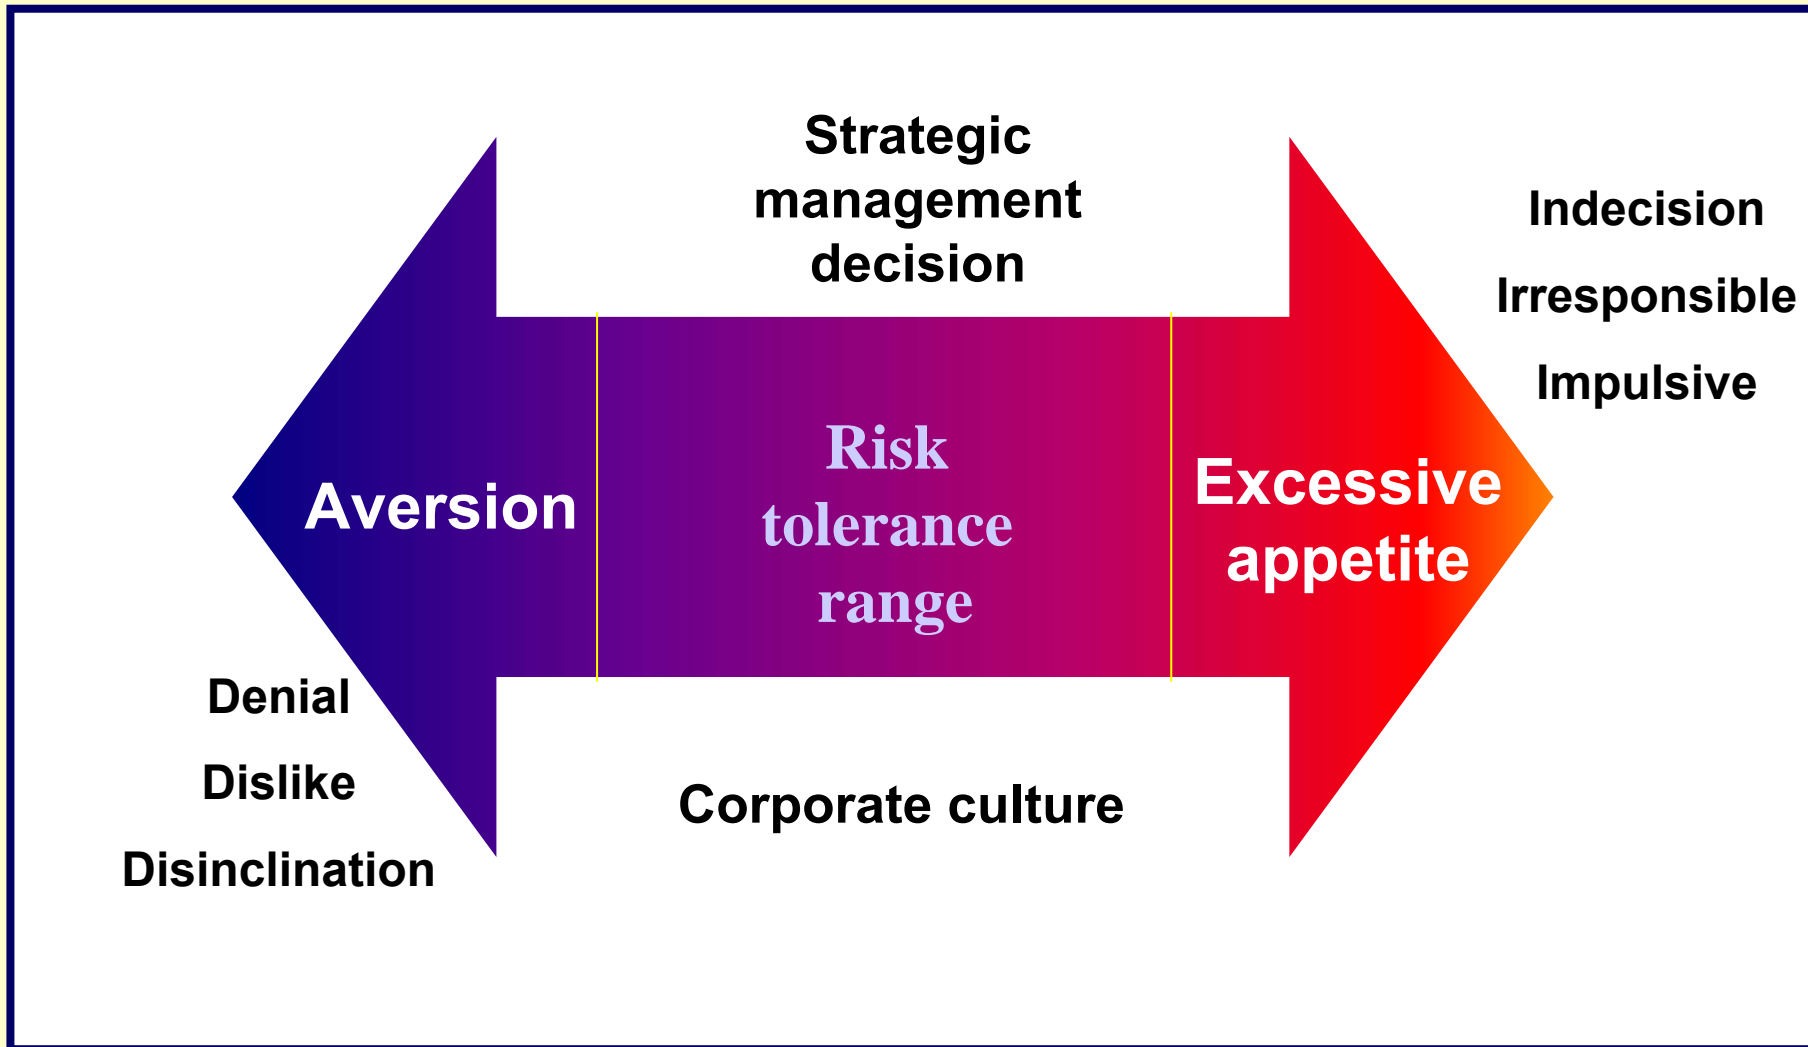 Strategic
management
decision
Indecision
Irresponsible
Impulsive
Aversion
Risk
tolerance
range
Excessive
appetite
Denial
Dislike
Disinclination
Corporate culture